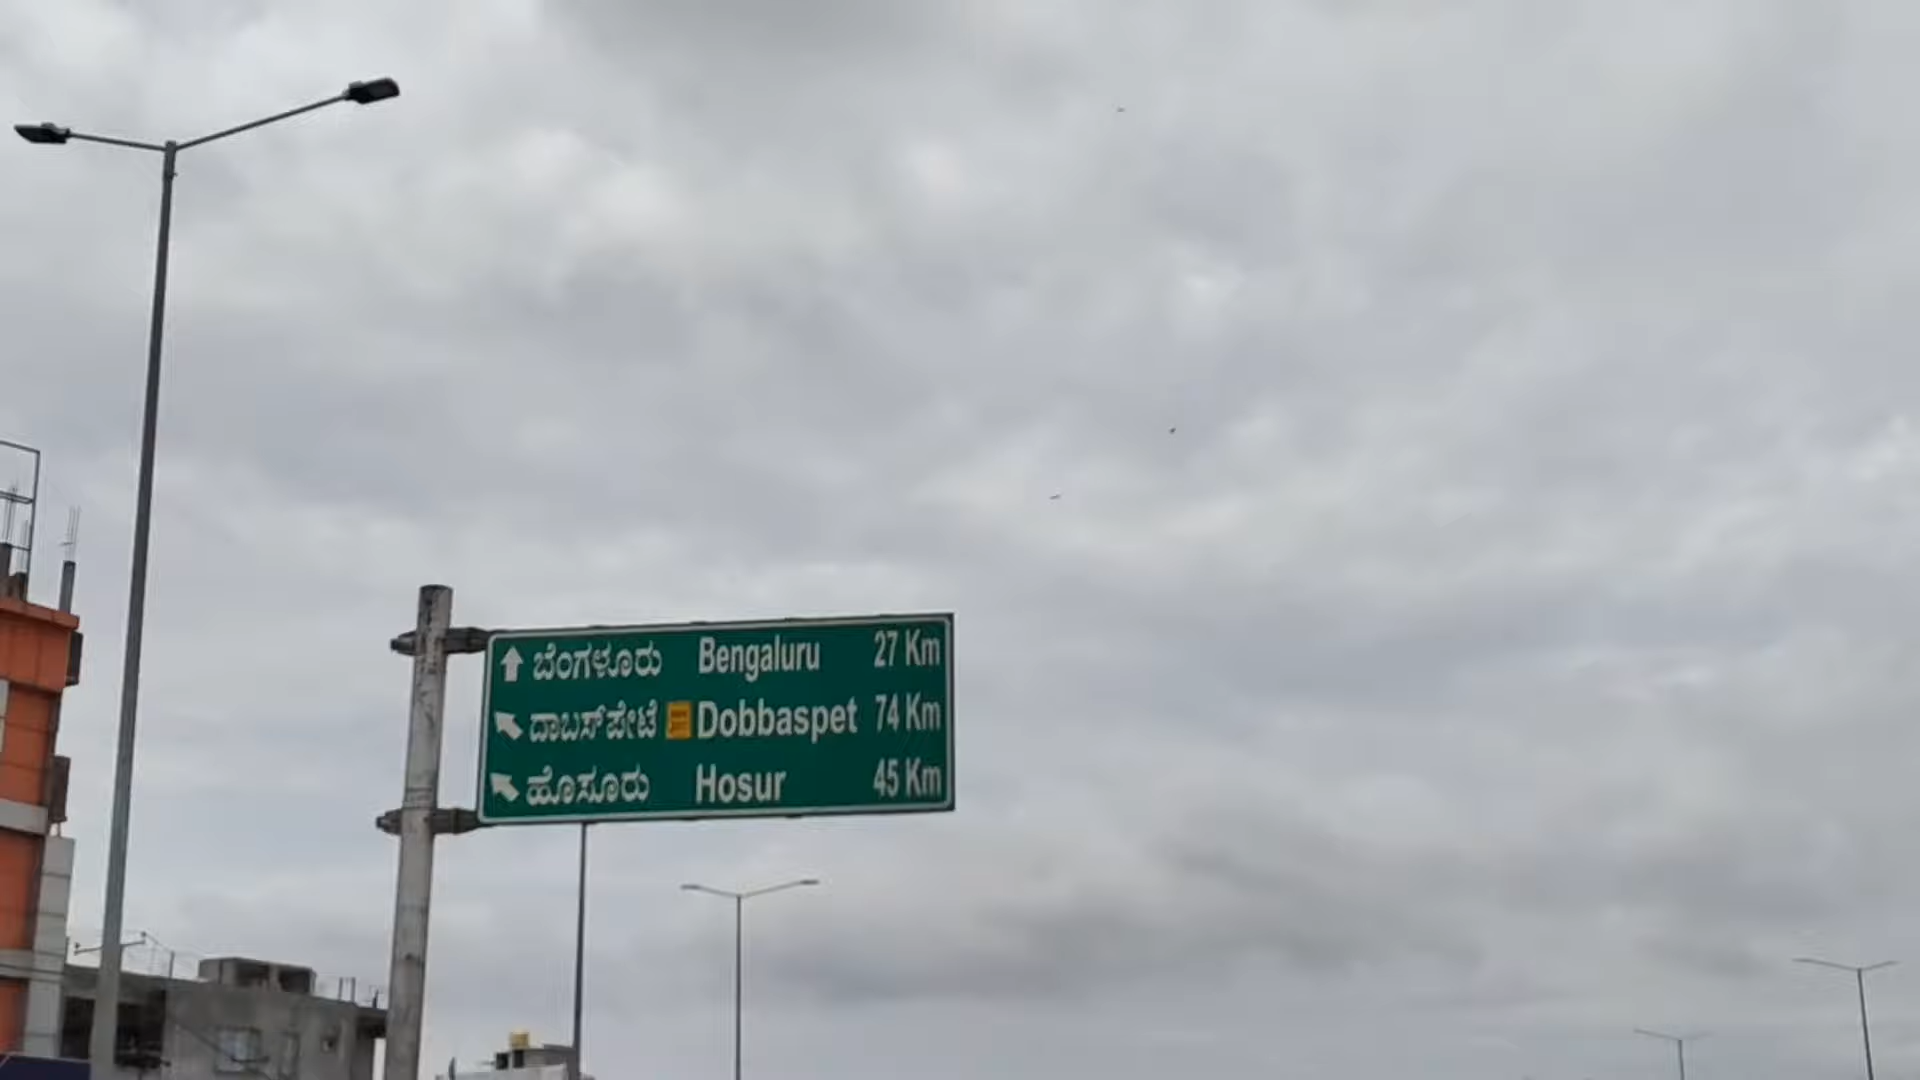 ಬೆಂಗಳೂರು Bengaluru 27 Km
ದಾಬಸ್‌ಪೇಟೆ Dobbaspet 74 Km
ಹೊಸೂರು Hosur 45 Km